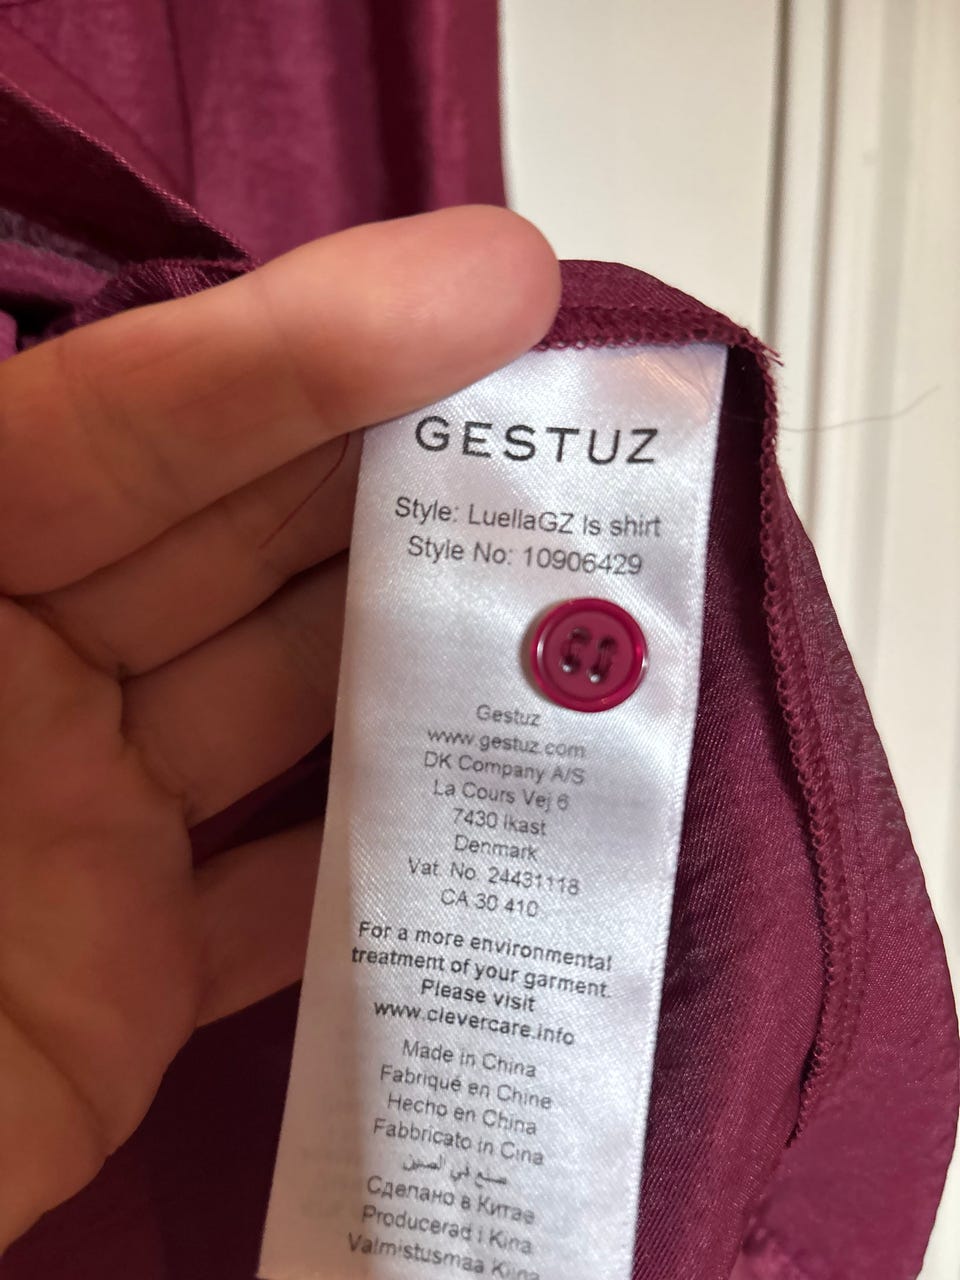 GESTUZ
Style: LuellaGZ ls shirt
Style No: 10906429
Gestuz
www.gestuz.com
DK Company A/S
La Cours Vej 6
7430 Ikast
Denmark
Vat. No. 24431118
CA 30 410
For a more environmental
treatment of your garment.
Please visit
www.clevercare.info
Made in China
Fabriqué en Chine
Hecho en China
Fabbricato in Cina
صنع في الصين
Сделано в Китае
Producerad i Kina
Valmistusmaa Kiina